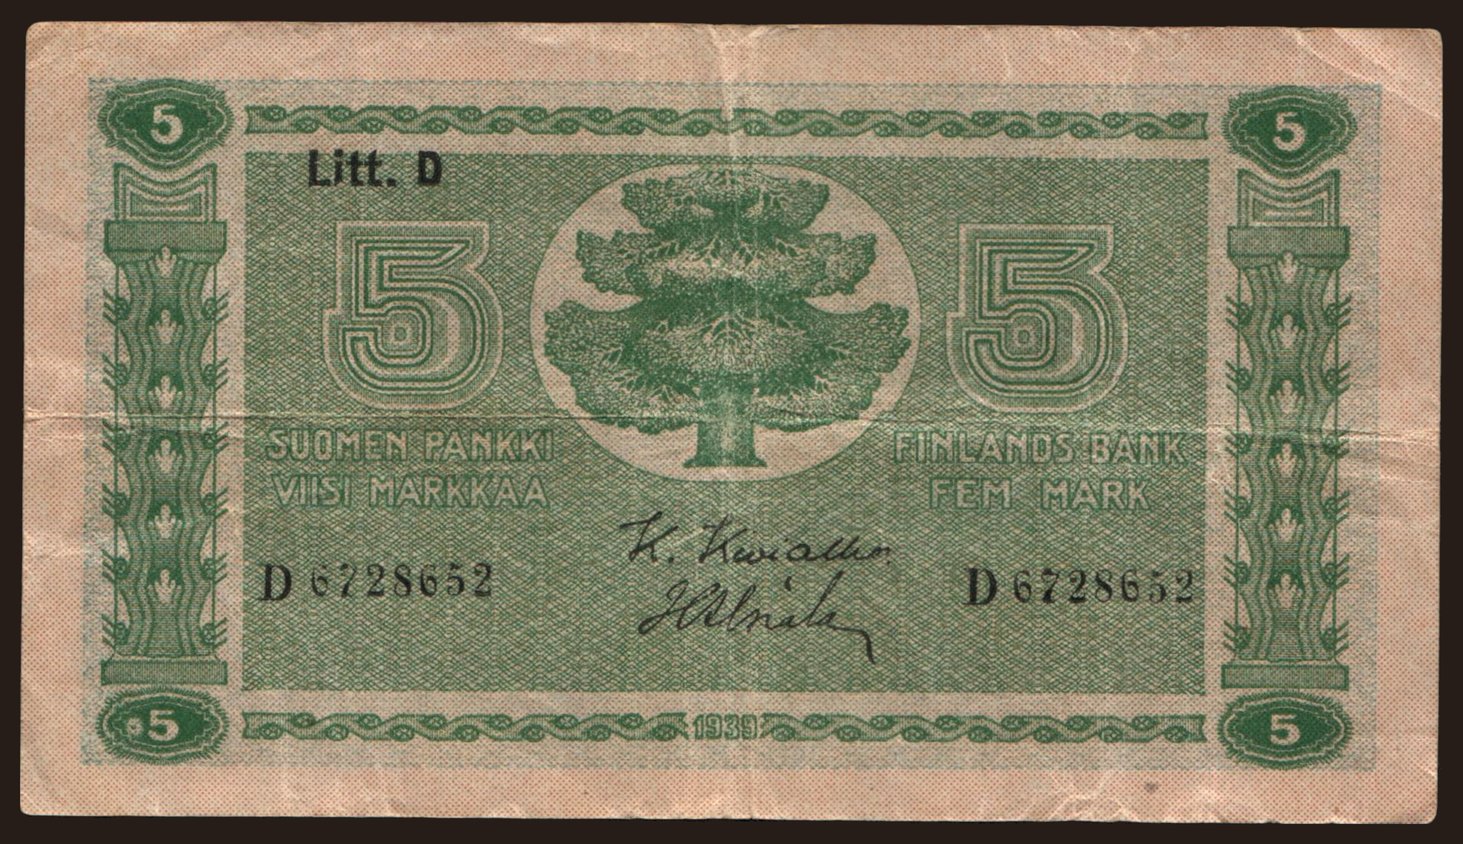 5 5
Litt. D
5 5
SUOMEN PANKKI FINLANDS BANK
VIISI MARKKAA FEM MARK
D 6728652 D 6728652
5 1939 5